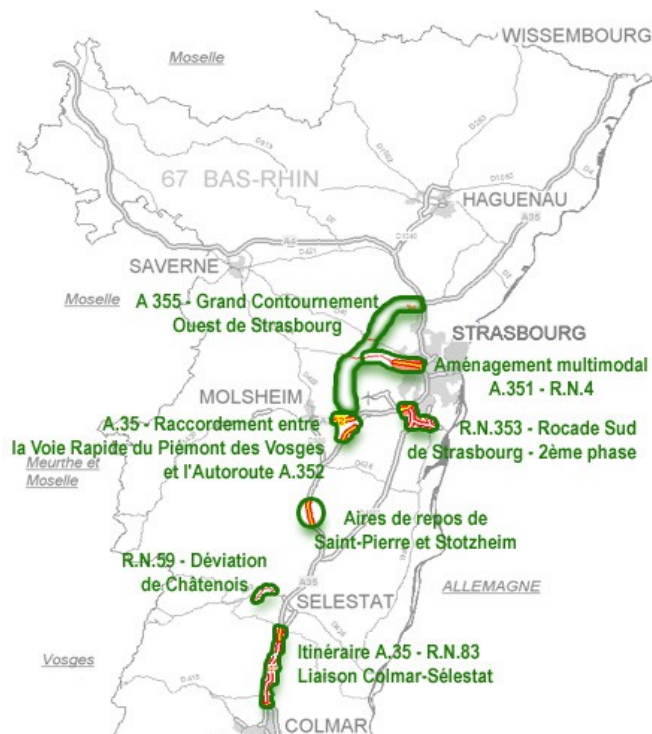 WISSEMBOURG
Moselle
67 BAS-RHIN
HAGUENAU
A35
A4
SAVERNE
Moselle
A 355 - Grand Contournement
Ouest de Strasbourg
STRASBOURG
Aménagement multimodal
A.351 - R.N.4
MOLSHEIM
A.35 - Raccordement entre
la Voie Rapide du Piémont des Vosges
et l'Autoroute A.352
R.N.353 - Rocade Sud
de Strasbourg - 2ème phase
Meurthe et
Moselle
Aires de repos de
Saint-Pierre et Stotzheim
R.N.59 - Déviation
de Châtenois
A35
ALLEMAGNE
SELESTAT
Itinéraire A.35 - R.N.83
Liaison Colmar-Sélestat
Vosges
COLMAR